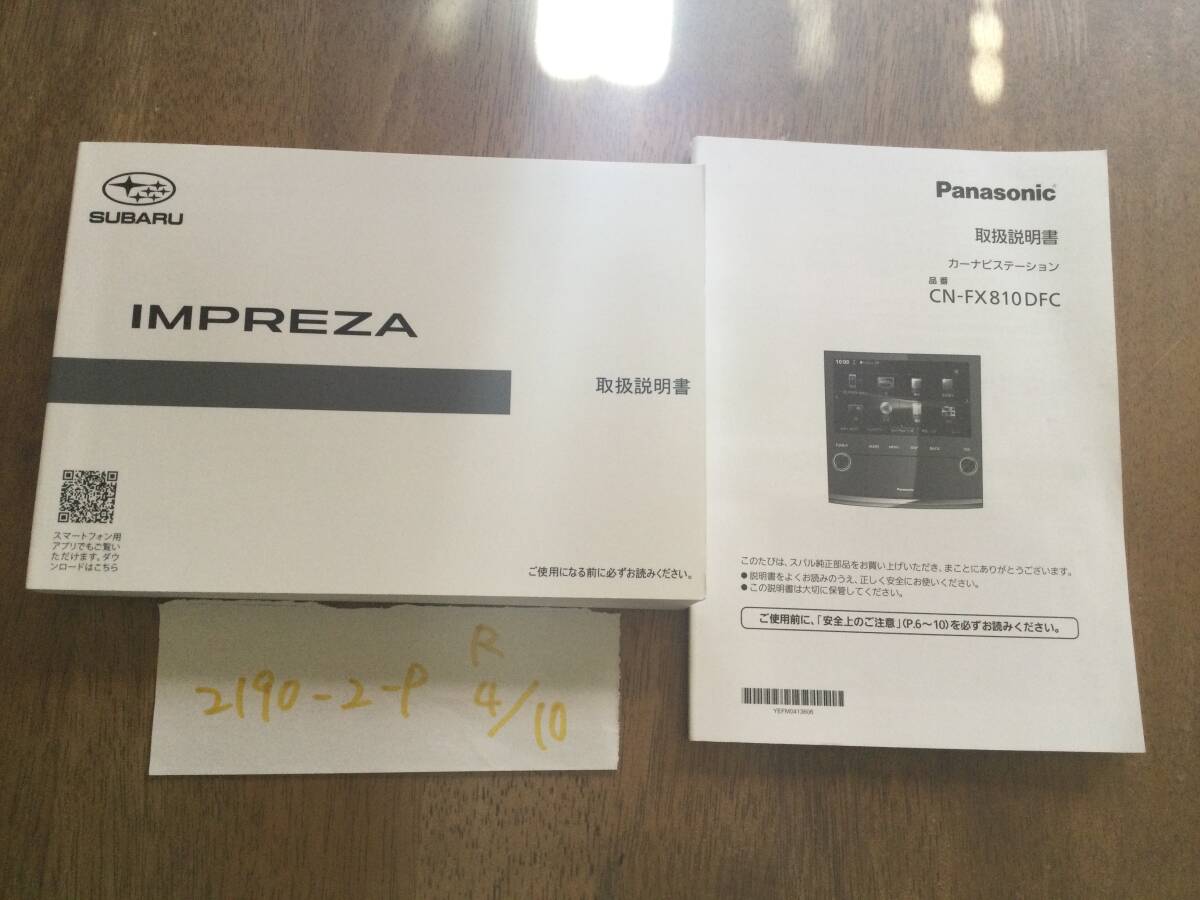 SUBARU
IMPREZA
取扱説明書
スマートフォン用
アプリでもご覧い
ただけます。ダウ
ンロードはこちら
ご使用になる前に必ずお読みください。
Panasonic
取扱説明書
カーナビステーション
品番
CN-FX810DFC
10:00
Panasonic
このたびは、スバル純正部品をお買い上げいただき、まことにありがとうございます。
●説明書をよくお読みのうえ、正しく安全にお使いください。
●この説明書は大切に保管してください。
ご使用前に、「安全上のご注意」(P.6～10)を必ずお読みください。
YEFM0413606
R
2190-2-P 4/10